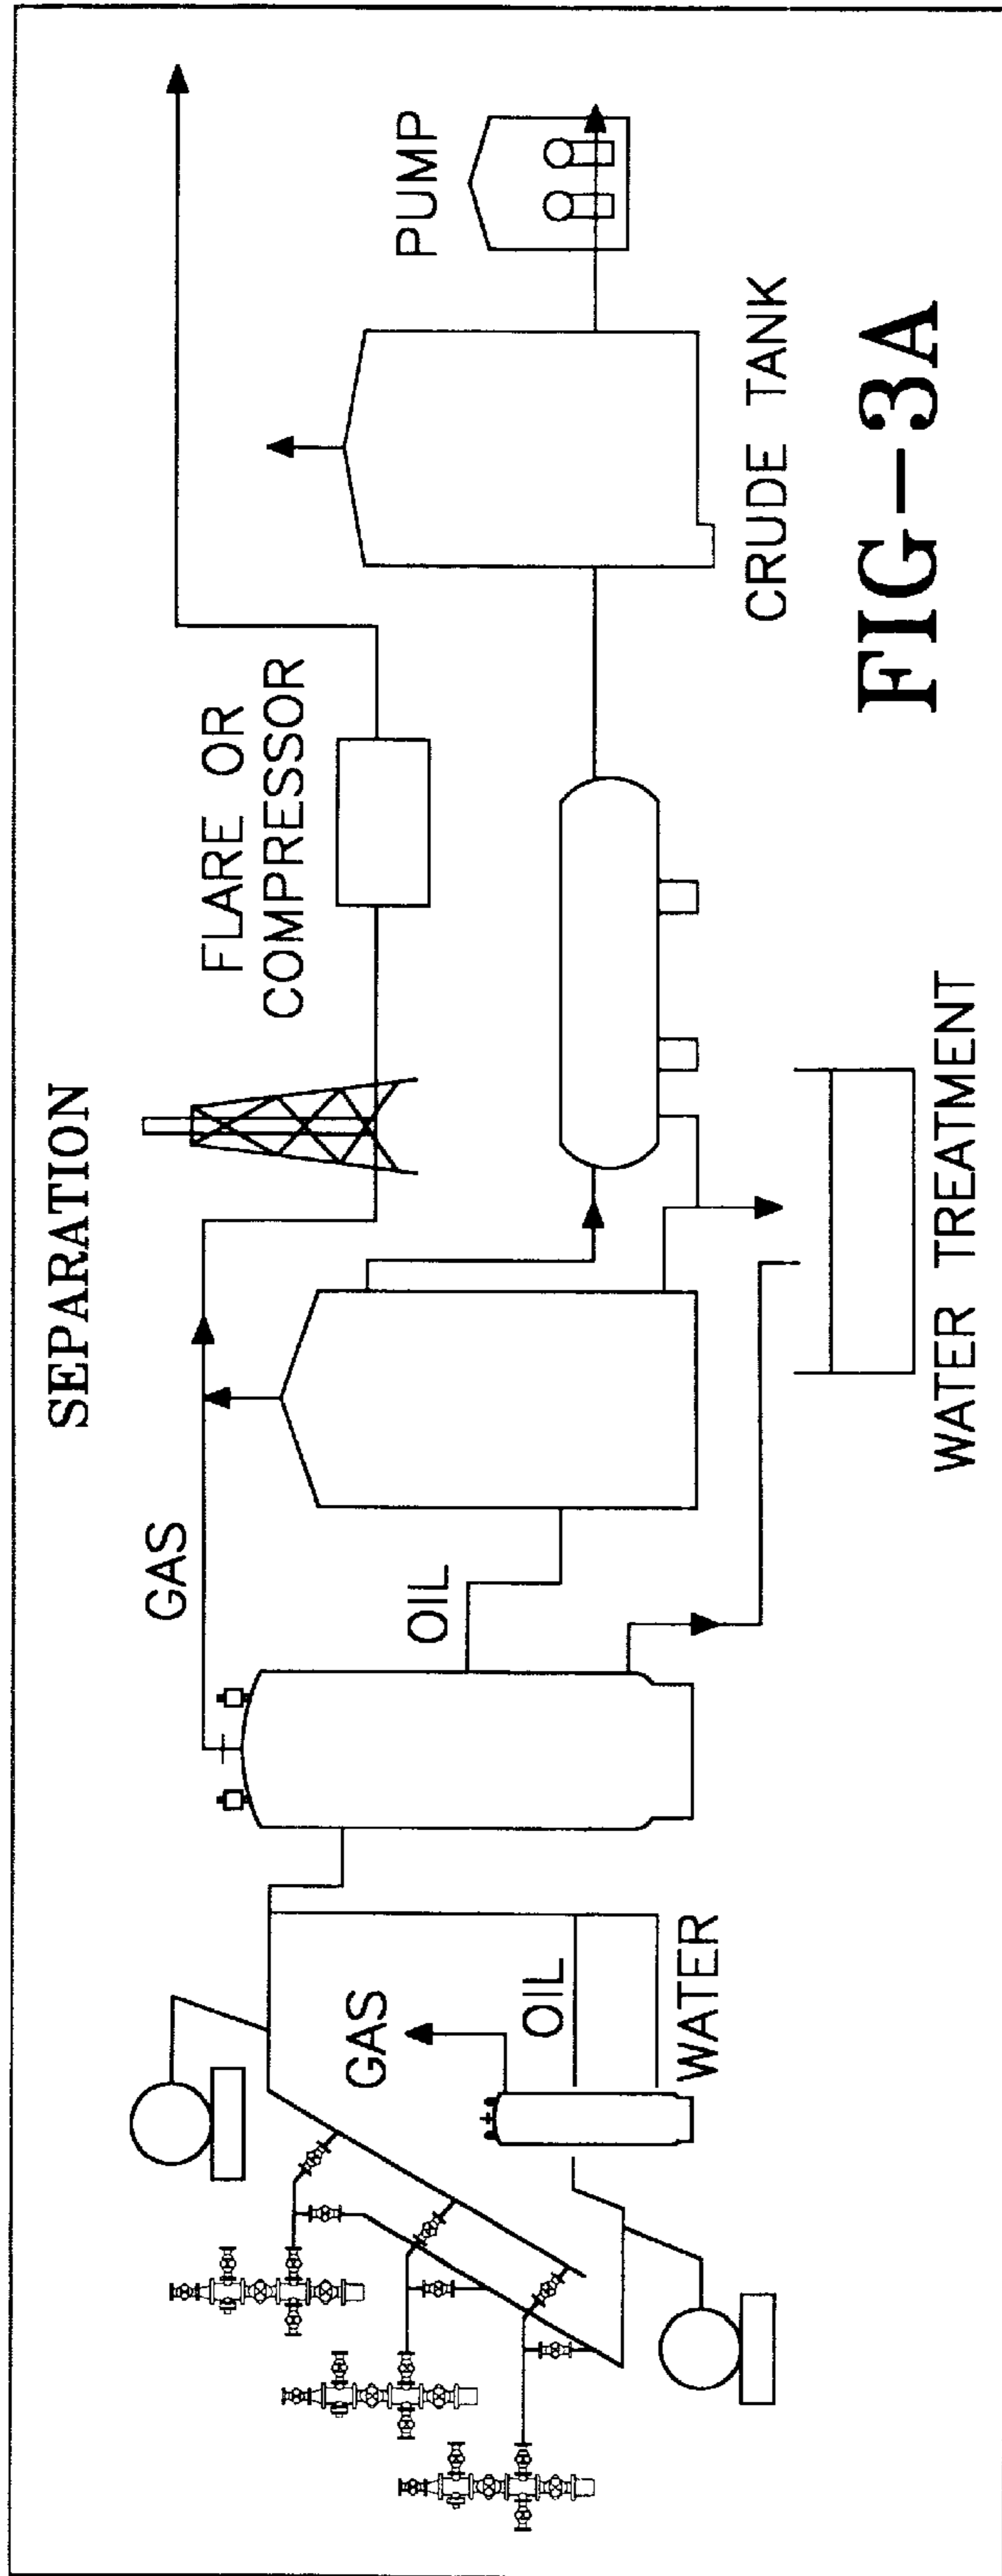 SEPARATION
GAS
FLARE OR
COMPRESSOR
PUMP
OIL
GAS
OIL
WATER
CRUDE TANK
WATER TREATMENT
FIG-3A